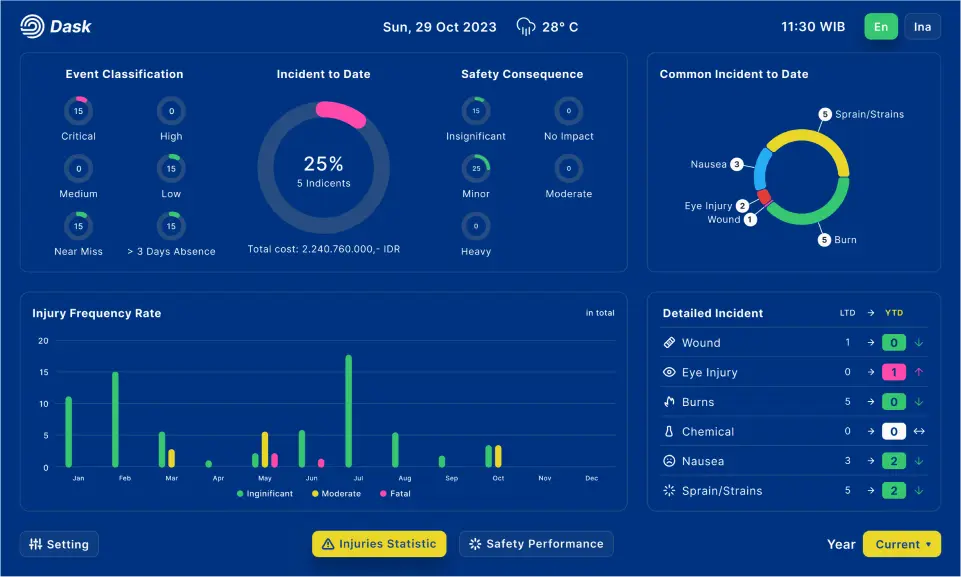 Dask
Sun, 29 Oct 2023
28° C
11:30 WIB
En
Ina
Event Classification
15
Critical
0
High
0
Medium
15
Low
15
Near Miss
15
> 3 Days Absence
Incident to Date
25%
5 Indicents
Total cost: 2.240.760.000,- IDR
Safety Consequence
15
Insignificant
0
No Impact
25
Minor
0
Moderate
0
Heavy
Common Incident to Date
5 Sprain/Strains
Nausea 3
Eye Injury 2
Wound 1
5 Burn
Injury Frequency Rate
in total
20
15
10
5
0
Jan Feb Mar Apr May Jun Jul Aug Sep Oct Nov Dec
Inginificant Moderate Fatal
Detailed Incident LTD → YTD
Wound 1 → 0 ↓
Eye Injury 0 → 1 ↑
Burns 5 → 0 ↓
Chemical 0 → 0 ↔
Nausea 3 → 2 ↓
Sprain/Strains 5 → 2 ↓
Setting
Injuries Statistic
Safety Performance
Year
Current ▾